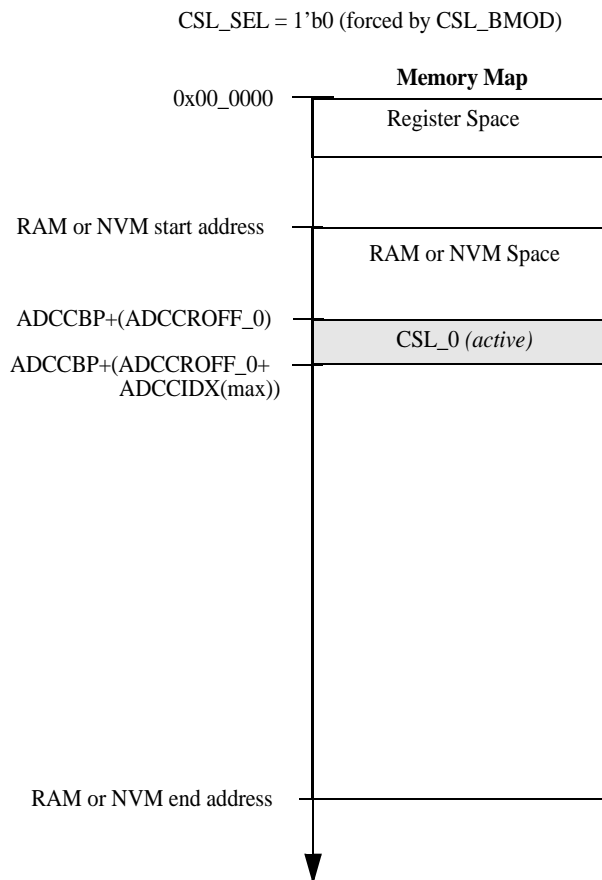 CSL_SEL = 1’b0 (forced by CSL_BMOD)
Memory Map
0x00_0000
Register Space
RAM or NVM start address
RAM or NVM Space
ADCCBP+(ADCCROFF_0)
CSL_0 (active)
ADCCBP+(ADCCROFF_0+
ADCCIDX(max))
RAM or NVM end address